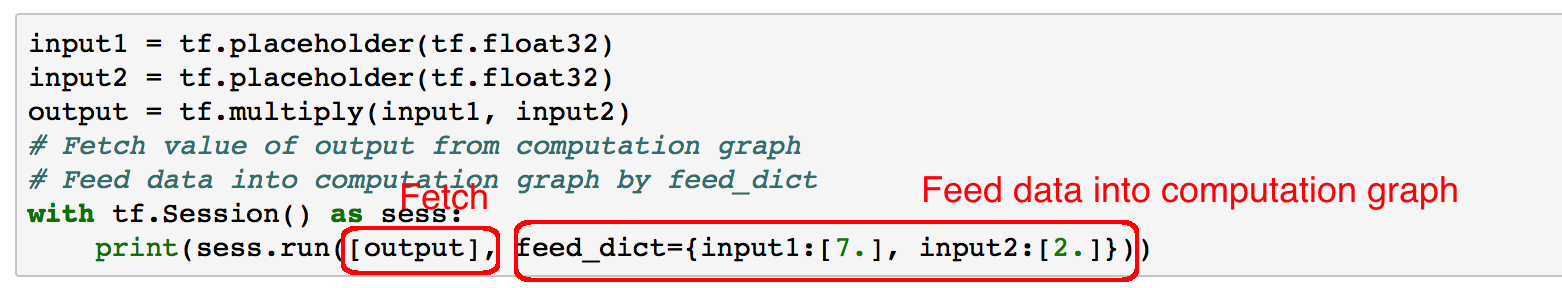 input1 = tf.placeholder(tf.float32)
input2 = tf.placeholder(tf.float32)
output = tf.multiply(input1, input2)
# Fetch value of output from computation graph
# Feed data into computation graph by feed_dict
Fetch
Feed data into computation graph
with tf.Session() as sess:
    print(sess.run([output], feed_dict={input1:[7.], input2:[2.]}))